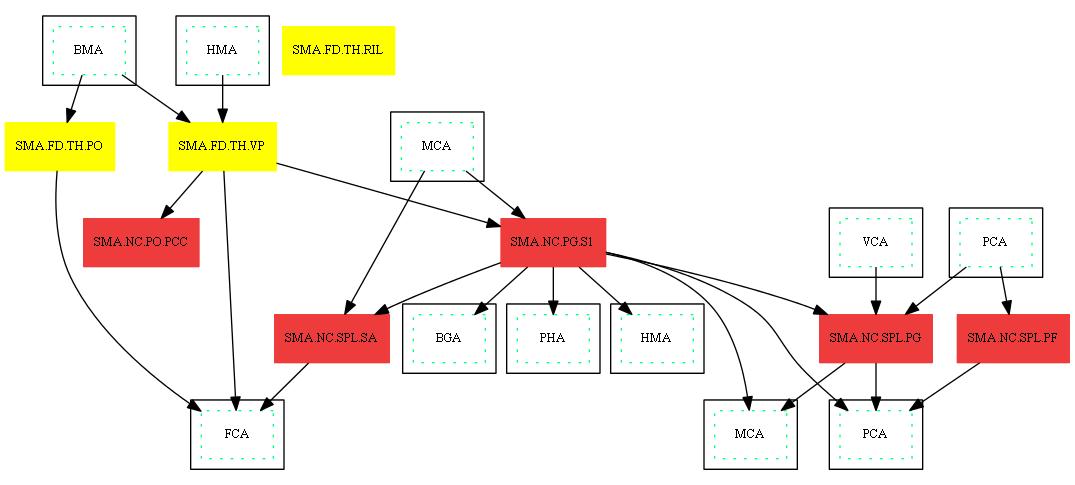 BMA
HMA
SMA.FD.TH.RIL
SMA.FD.TH.PO
SMA.FD.TH.VP
MCA
SMA.NC.PO.PCC
SMA.NC.PG.S1
VCA
PCA
SMA.NC.SPL.SA
BGA
PHA
HMA
SMA.NC.SPL.PG
SMA.NC.SPL.PF
FCA
MCA
PCA